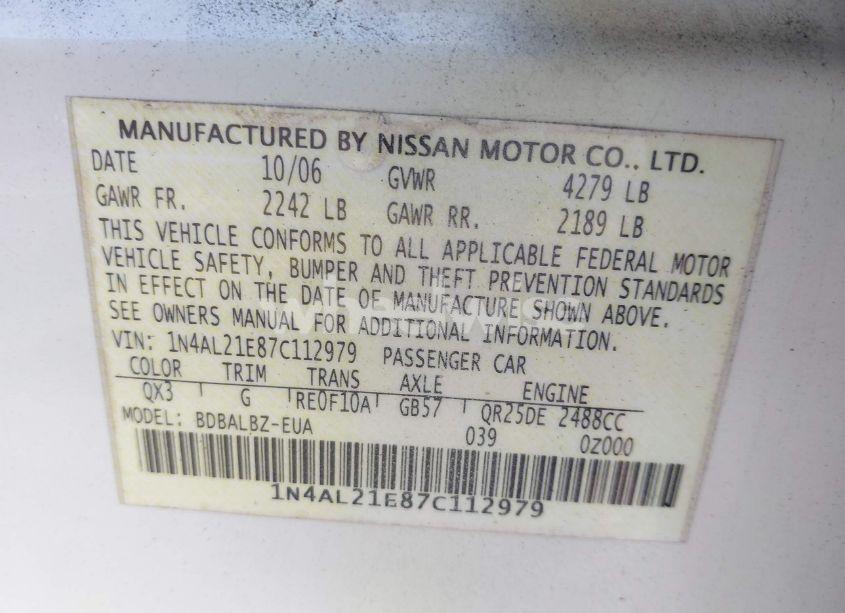 MANUFACTURED BY NISSAN MOTOR CO., LTD.
DATE 10/06 GVWR 4279 LB
GAWR FR. 2242 LB GAWR RR. 2189 LB
THIS VEHICLE CONFORMS TO ALL APPLICABLE FEDERAL MOTOR
VEHICLE SAFETY, BUMPER AND THEFT PREVENTION STANDARDS
IN EFFECT ON THE DATE OF MANUFACTURE SHOWN ABOVE.
SEE OWNERS MANUAL FOR ADDITIONAL INFORMATION.
VIN: 1N4AL21E87C112979 PASSENGER CAR
COLOR TRIM TRANS AXLE ENGINE
QX3 G RE0F10A GB57 QR25DE 2488CC
MODEL: BDBALBZ-EUA 039 0Z000
1N4AL21E87C112979